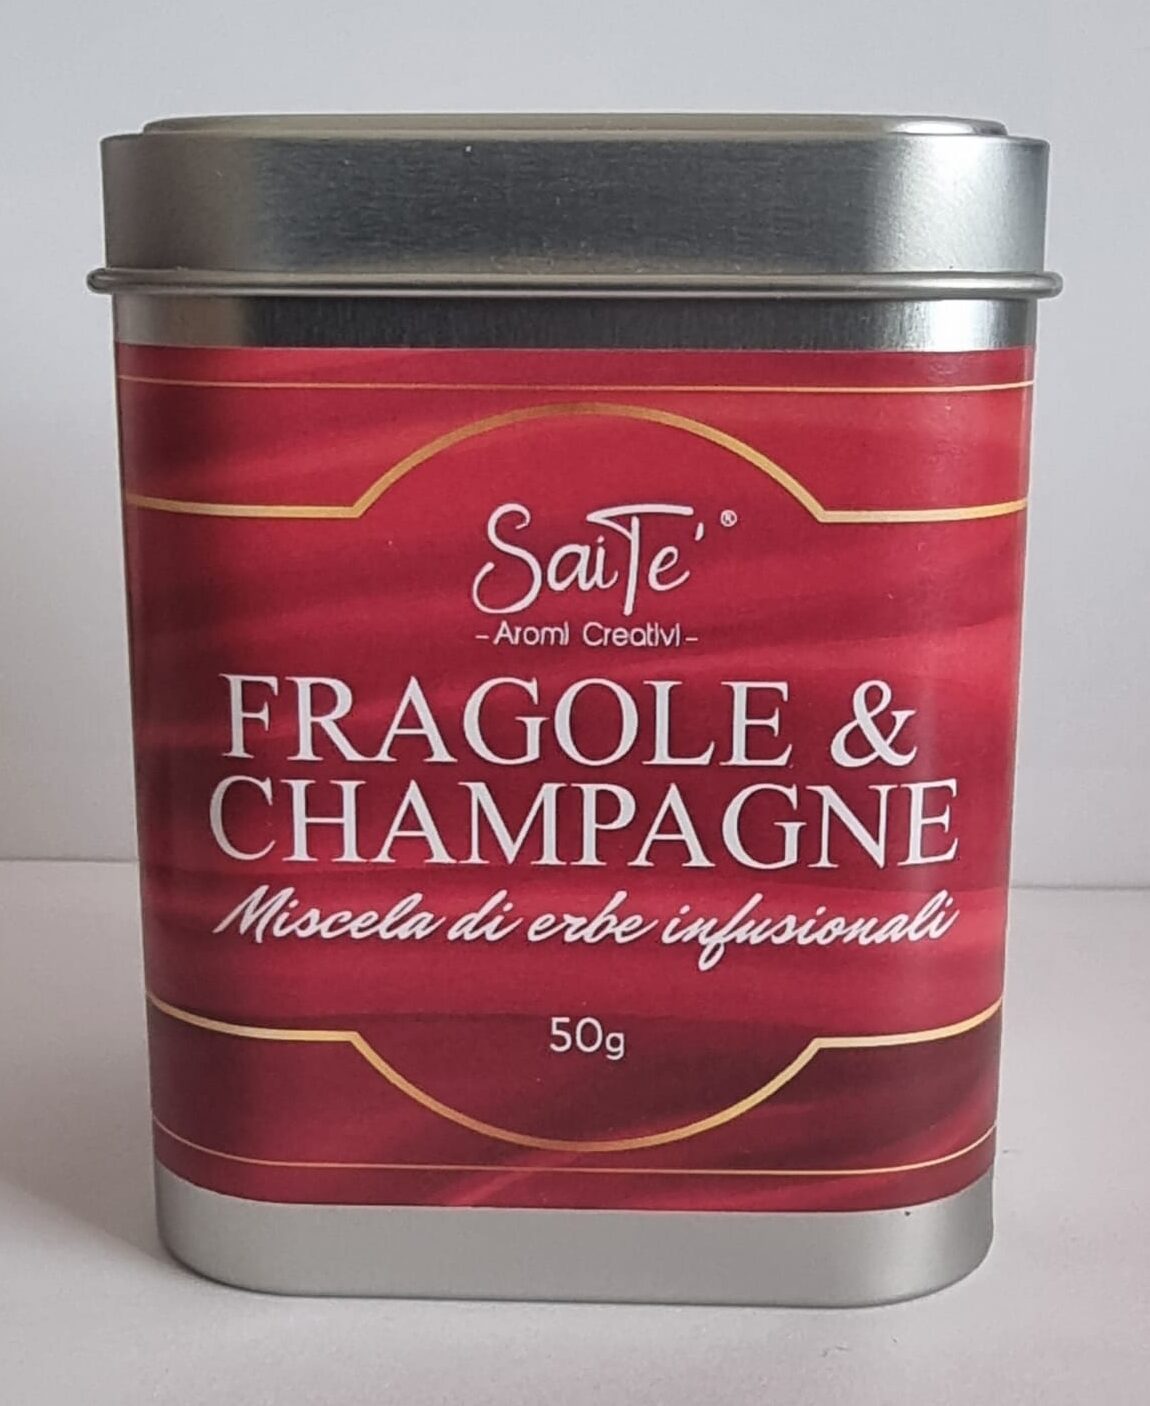 SaiTe' ®
-Aromi Creativi-
FRAGOLE &
CHAMPAGNE
Miscela di erbe infusionali
50g